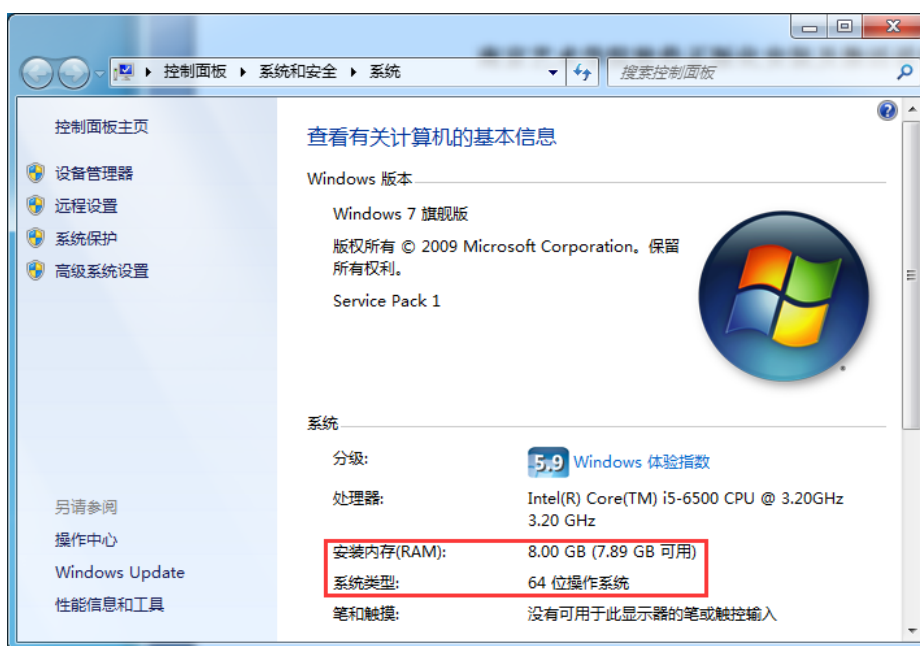 控制面板 ▸ 系统和安全 ▸ 系统
搜索控制面板
控制面板主页
设备管理器
远程设置
系统保护
高级系统设置
另请参阅
操作中心
Windows Update
性能信息和工具
查看有关计算机的基本信息
Windows 版本
Windows 7 旗舰版
版权所有 © 2009 Microsoft Corporation。保留
所有权利。
Service Pack 1
系统
分级: 5.9 Windows 体验指数
处理器: Intel(R) Core(TM) i5-6500 CPU @ 3.20GHz
3.20 GHz
安装内存(RAM): 8.00 GB (7.89 GB 可用)
系统类型: 64 位操作系统
笔和触摸: 没有可用于此显示器的笔或触控输入